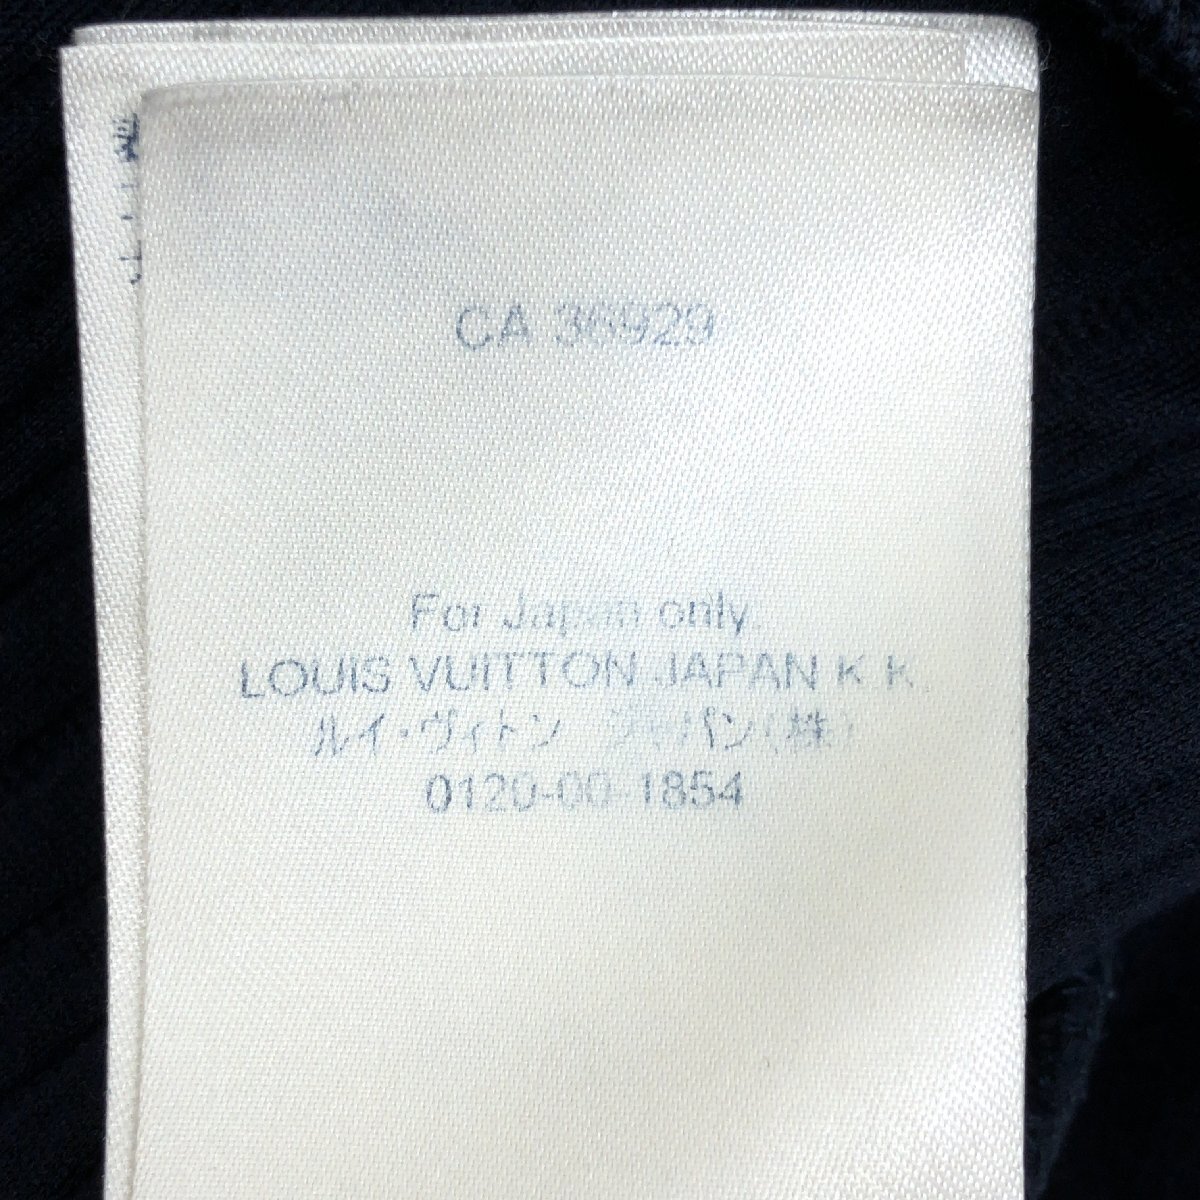 CA 36929
For Japan only.
LOUIS VUITTON JAPAN K K
ルイ・ヴィトン ジャパン(株)
0120-00-1854